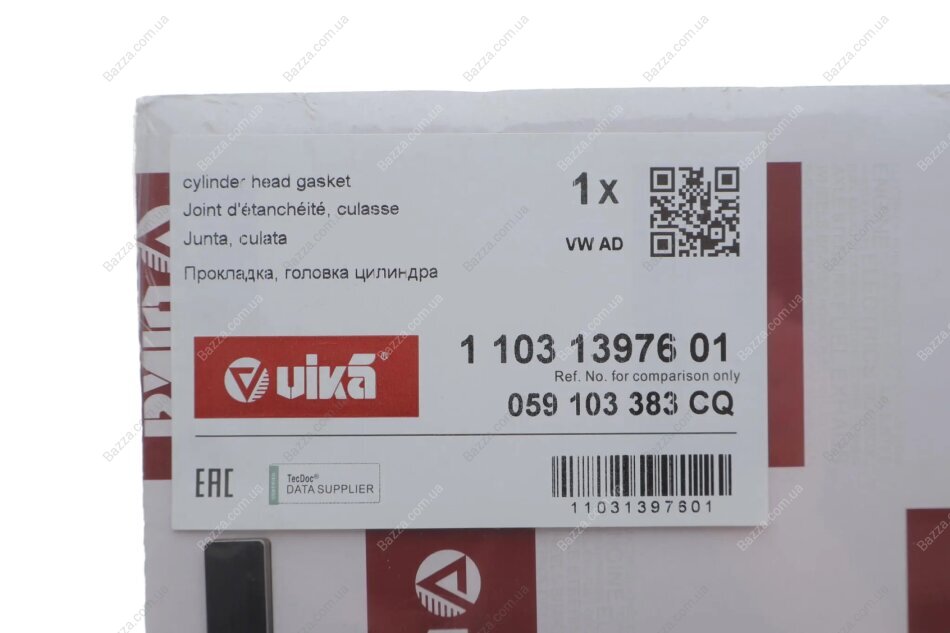 cylinder head gasket
Joint d'étanchéité, culasse
Junta, culata
Прокладка, головка цилиндра
1 x
VW AD
vika®
1 103 13976 01
Ref. No. for comparison only
059 103 383 CQ
EAC
TecDoc®
DATA SUPPLIER
11031397601
Bazza.com.ua